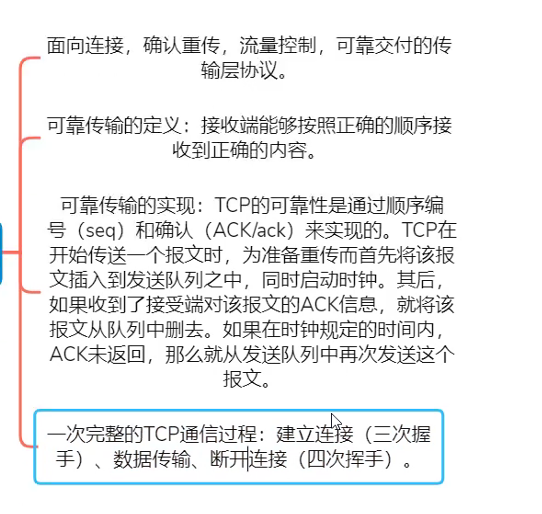 面向连接，确认重传，流量控制，可靠交付的传
输层协议。
可靠传输的定义：接收端能够按照正确的顺序接
收到正确的内容。
可靠传输的实现：TCP的可靠性是通过顺序编
号（seq）和确认（ACK/ack）来实现的。TCP在
开始传送一个报文时，为准备重传而首先将该报
文插入到发送队列之中，同时启动时钟。其后，
如果收到了接受端对该报文的ACK信息，就将该
报文从队列中删去。如果在时钟规定的时间内，
ACK未返回，那么就从发送队列中再次发送这个
报文。
一次完整的TCP通信过程：建立连接（三次握
手）、数据传输、断开连接（四次挥手）。